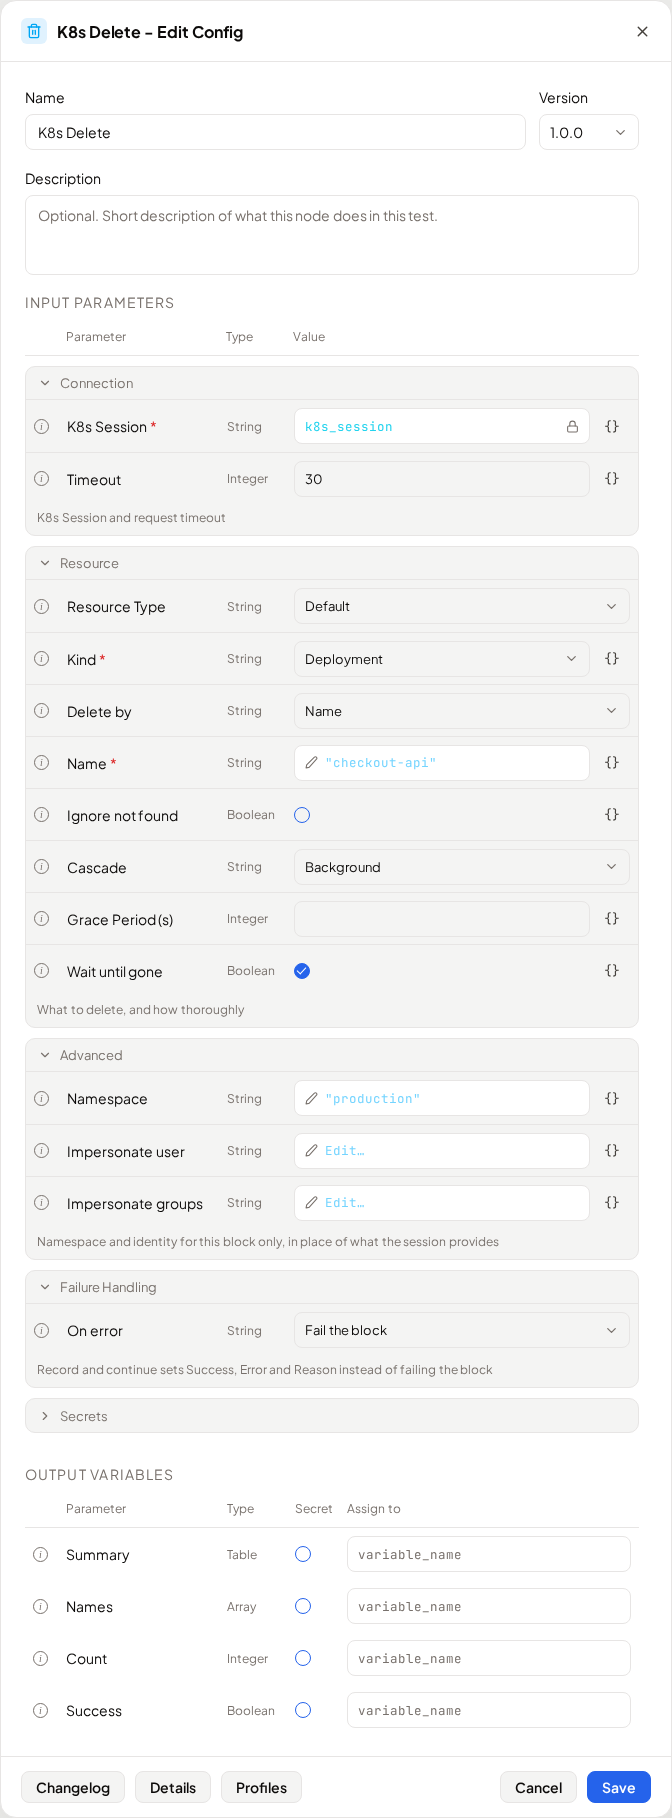 K8s Delete - Edit Config
Name Version
K8s Delete 1.0.0
Description
Optional. Short description of what this node does in this test.
INPUT PARAMETERS
Parameter Type Value
Connection
K8s Session * String k8s_session {}
Timeout Integer 30 {}
K8s Session and request timeout
Resource
Resource Type String Default
Kind * String Deployment {}
Delete by String Name
Name * String "checkout-api" {}
Ignore not found Boolean {}
Cascade String Background
Grace Period (s) Integer {}
Wait until gone Boolean {}
What to delete, and how thoroughly
Advanced
Namespace String "production" {}
Impersonate user String Edit… {}
Impersonate groups String Edit… {}
Namespace and identity for this block only, in place of what the session provides
Failure Handling
On error String Fail the block
Record and continue sets Success, Error and Reason instead of failing the block
Secrets
OUTPUT VARIABLES
Parameter Type Secret Assign to
Summary Table variable_name
Names Array variable_name
Count Integer variable_name
Success Boolean variable_name
Changelog Details Profiles Cancel Save